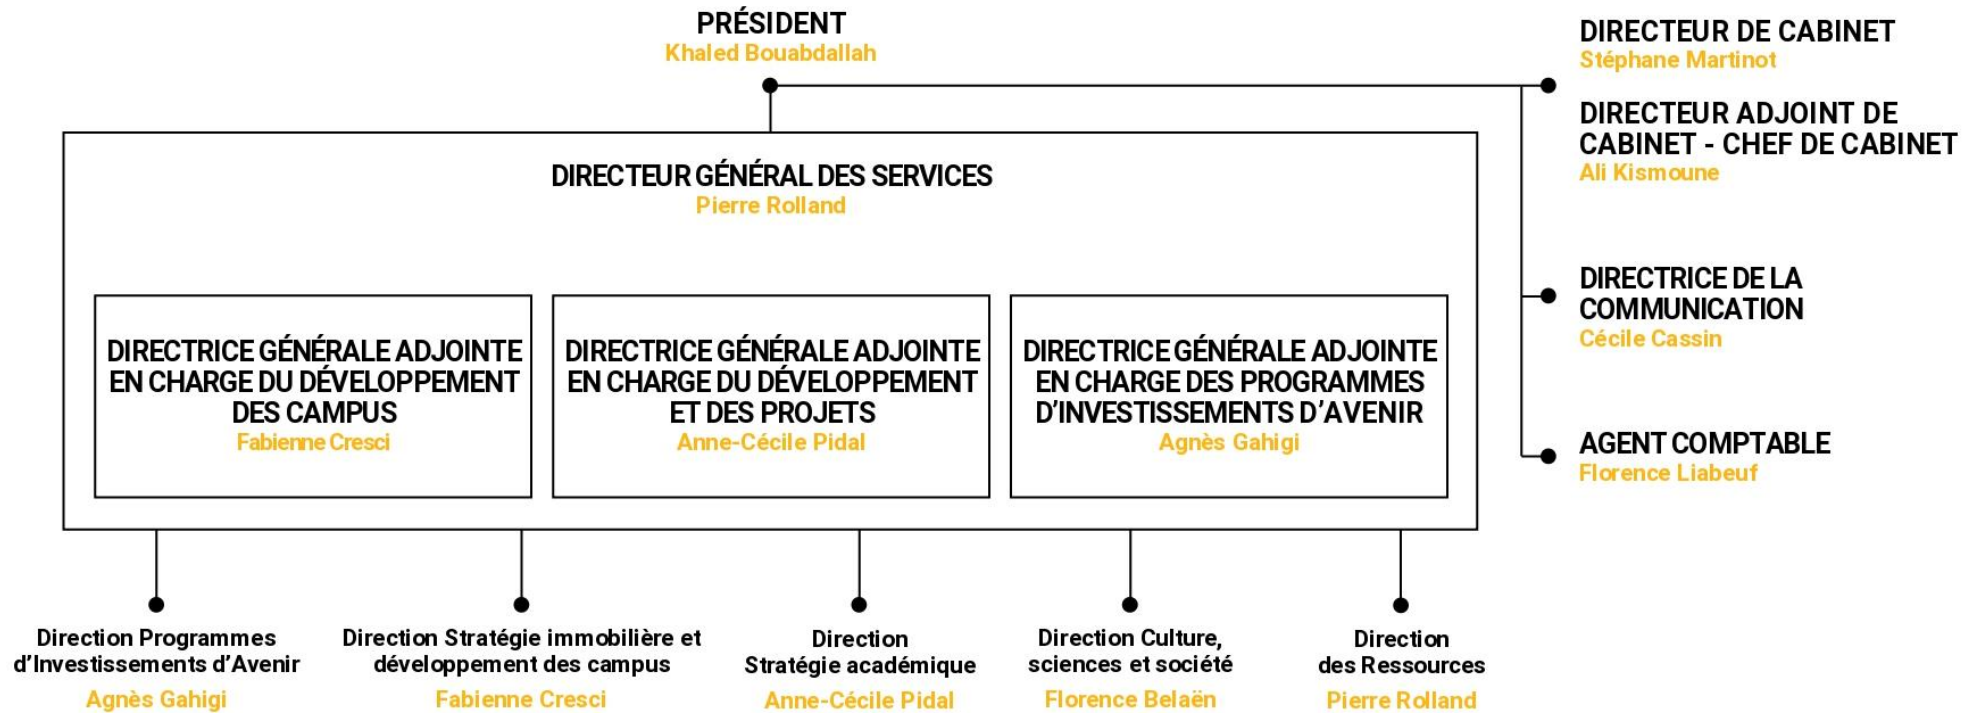 PRÉSIDENT
Khaled Bouabdallah
DIRECTEUR DE CABINET
Stéphane Martinot
DIRECTEUR ADJOINT DE
CABINET - CHEF DE CABINET
Ali Kismoune
DIRECTEUR GÉNÉRAL DES SERVICES
Pierre Rolland
DIRECTRICE DE LA
COMMUNICATION
Cécile Cassin
DIRECTRICE GÉNÉRALE ADJOINTE
EN CHARGE DU DÉVELOPPEMENT
DES CAMPUS
Fabienne Cresci
DIRECTRICE GÉNÉRALE ADJOINTE
EN CHARGE DU DÉVELOPPEMENT
ET DES PROJETS
Anne-Cécile Pidal
DIRECTRICE GÉNÉRALE ADJOINTE
EN CHARGE DES PROGRAMMES
D’INVESTISSEMENTS D’AVENIR
Agnès Gahigi
AGENT COMPTABLE
Florence Liabeuf
Direction Programmes
d’Investissements d’Avenir
Agnès Gahigi
Direction Stratégie immobilière et
développement des campus
Fabienne Cresci
Direction
Stratégie académique
Anne-Cécile Pidal
Direction Culture,
sciences et société
Florence Belaën
Direction
des Ressources
Pierre Rolland